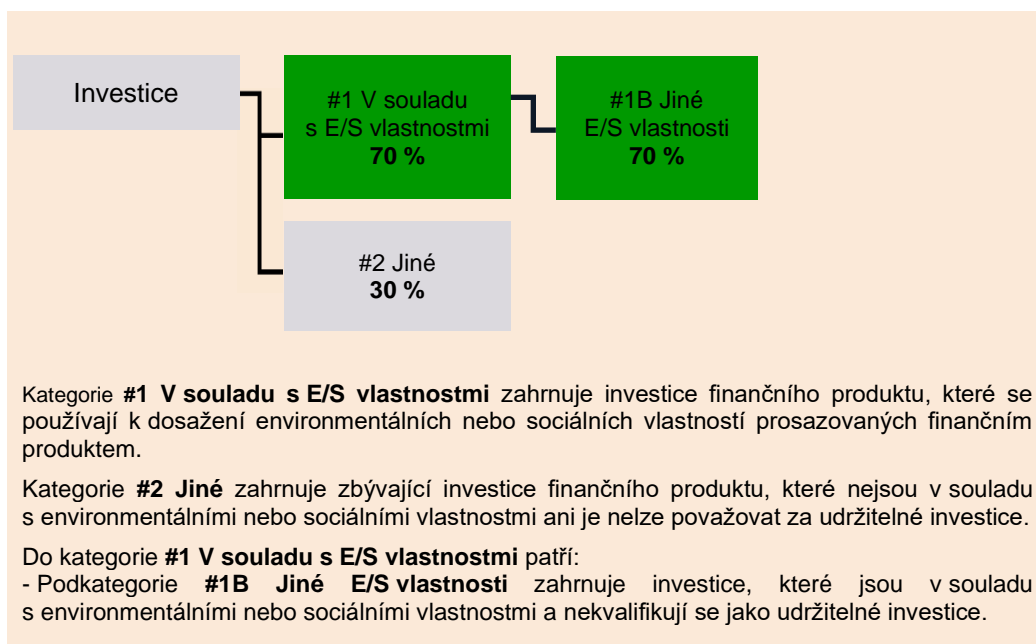 Investice
#1 V souladu
s E/S vlastnostmi
70 %
#1B Jiné
E/S vlastnosti
70 %
#2 Jiné
30 %
Kategorie #1 V souladu s E/S vlastnostmi zahrnuje investice finančního produktu, které se
používají k dosažení environmentálních nebo sociálních vlastností prosazovaných finančním
produktem.
Kategorie #2 Jiné zahrnuje zbývající investice finančního produktu, které nejsou v souladu
s environmentálními nebo sociálními vlastnostmi ani je nelze považovat za udržitelné investice.
Do kategorie #1 V souladu s E/S vlastnostmi patří:
- Podkategorie #1B Jiné E/S vlastnosti zahrnuje investice, které jsou v souladu
s environmentálními nebo sociálními vlastnostmi a nekvalifikují se jako udržitelné investice.